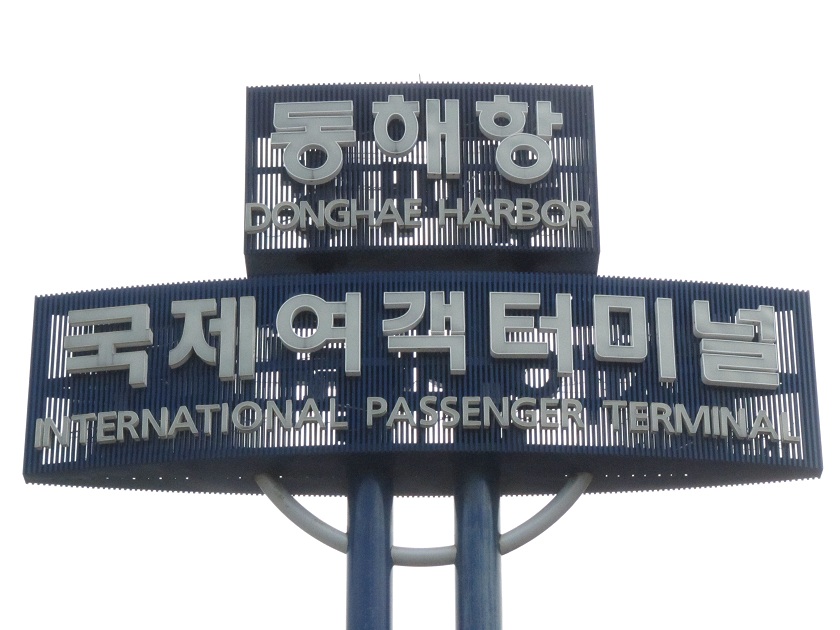 동해항
DONGHAE HARBOR
국제여객터미널
INTERNATIONAL PASSENGER TERMINAL